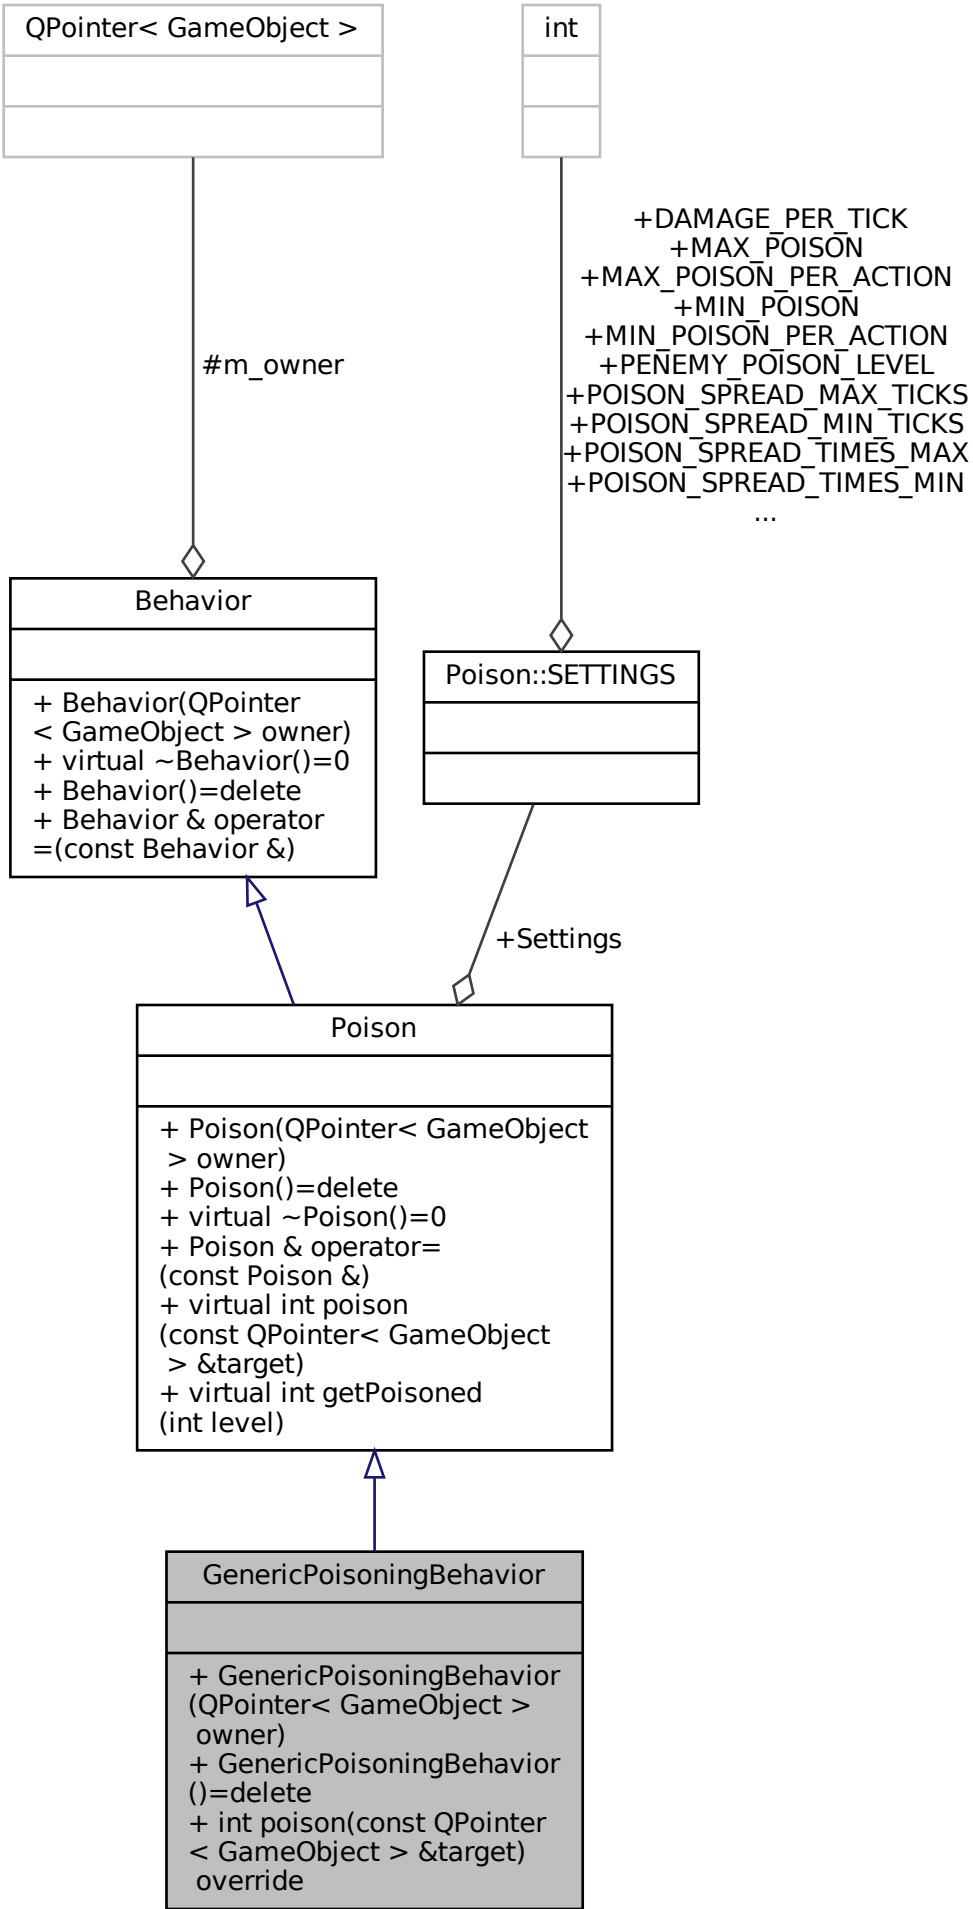 QPointer< GameObject >
int
+DAMAGE_PER_TICK
+MAX_POISON
+MAX_POISON_PER_ACTION
+MIN_POISON
+MIN_POISON_PER_ACTION
+PENEMY_POISON_LEVEL
+POISON_SPREAD_MAX_TICKS
+POISON_SPREAD_MIN_TICKS
+POISON_SPREAD_TIMES_MAX
+POISON_SPREAD_TIMES_MIN
...
#m_owner
Behavior
+ Behavior(QPointer
< GameObject > owner)
+ virtual ~Behavior()=0
+ Behavior()=delete
+ Behavior & operator
=(const Behavior &)
Poison::SETTINGS
+Settings
Poison
+ Poison(QPointer< GameObject
 > owner)
+ Poison()=delete
+ virtual ~Poison()=0
+ Poison & operator=
(const Poison &)
+ virtual int poison
(const QPointer< GameObject
 > &target)
+ virtual int getPoisoned
(int level)
GenericPoisoningBehavior
+ GenericPoisoningBehavior
(QPointer< GameObject >
 owner)
+ GenericPoisoningBehavior
()=delete
+ int poison(const QPointer
< GameObject > &target)
 override